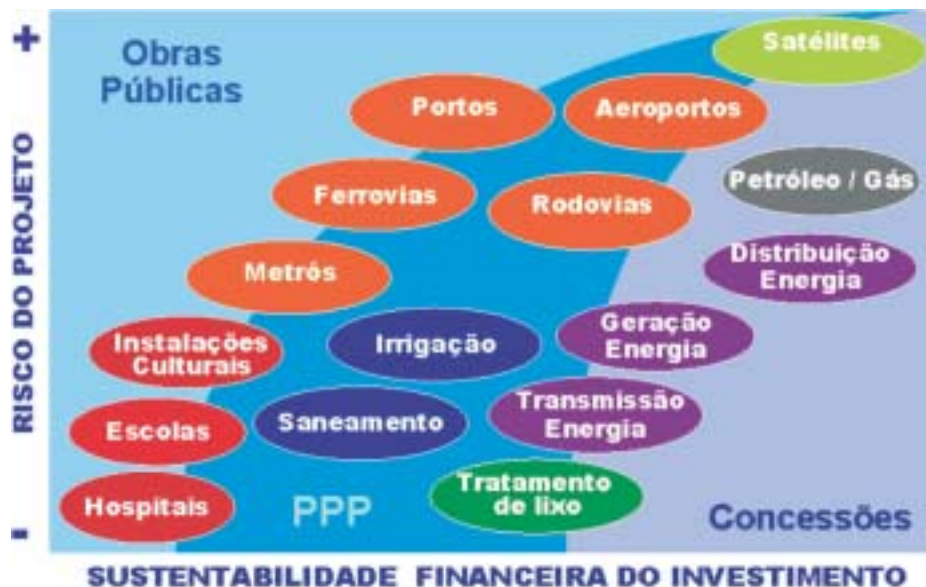 +
Obras
Públicas
Satélites
Portos
Aeroportos
Petróleo / Gás
Ferrovias
Rodovias
Distribuição
Energia
Metrôs
Geração
Energia
Instalações
Culturais
Irrigação
Transmissão
Energia
Escolas
Saneamento
Tratamento
de lixo
Hospitais
PPP
Concessões
-
RISCO DO PROJETO
SUSTENTABILIDADE FINANCEIRA DO INVESTIMENTO